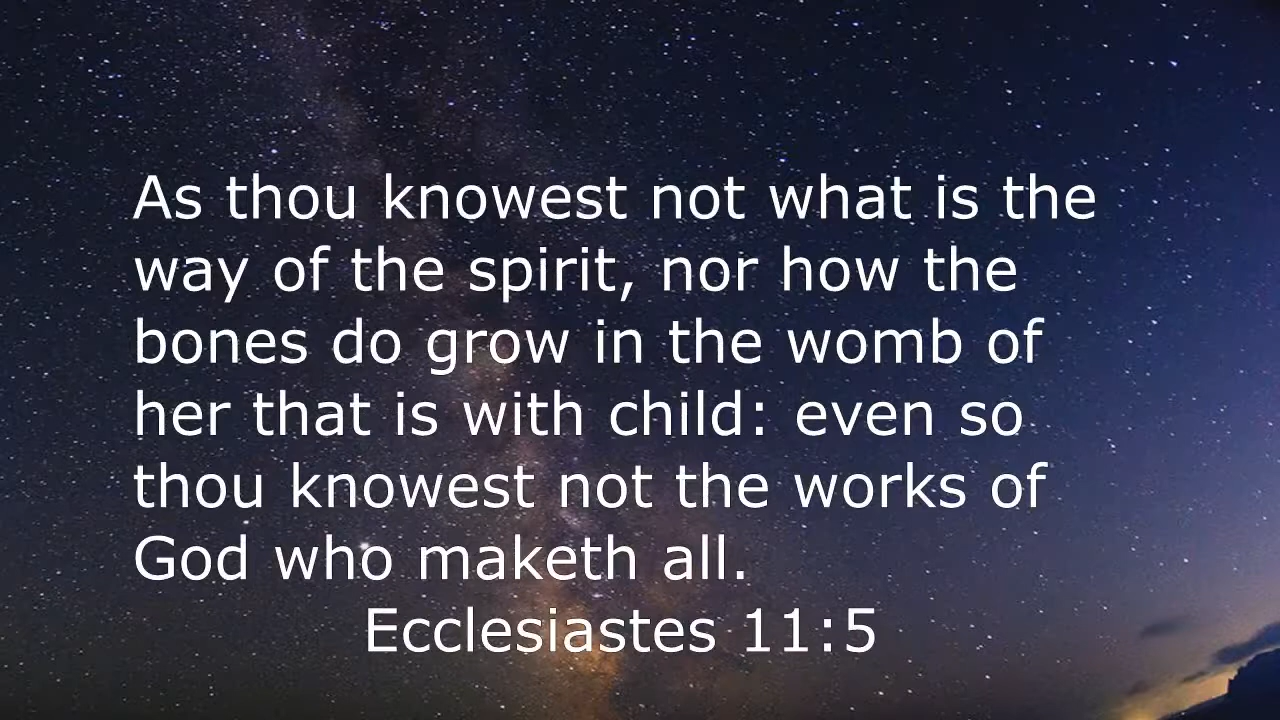 As thou knowest not what is the
way of the spirit, nor how the
bones do grow in the womb of
her that is with child: even so
thou knowest not the works of
God who maketh all.
Ecclesiastes 11:5